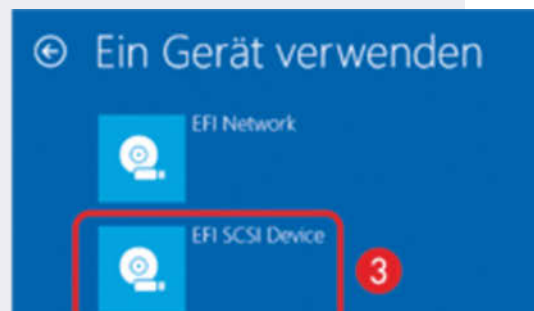 Ein Gerät verwenden
EFI Network
EFI SCSI Device
3